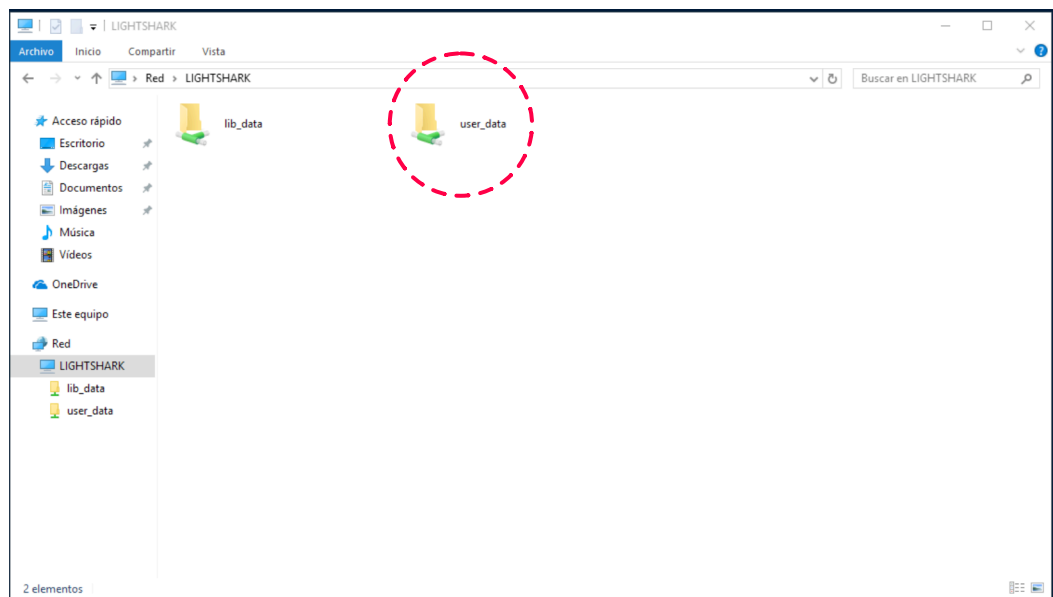 LIGHTSHARK
Archivo Inicio Compartir Vista
Red > LIGHTSHARK
Buscar en LIGHTSHARK
Acceso rápido
Escritorio
Descargas
Documentos
Imágenes
Música
Vídeos
OneDrive
Este equipo
Red
LIGHTSHARK
lib_data
user_data
lib_data
user_data
2 elementos